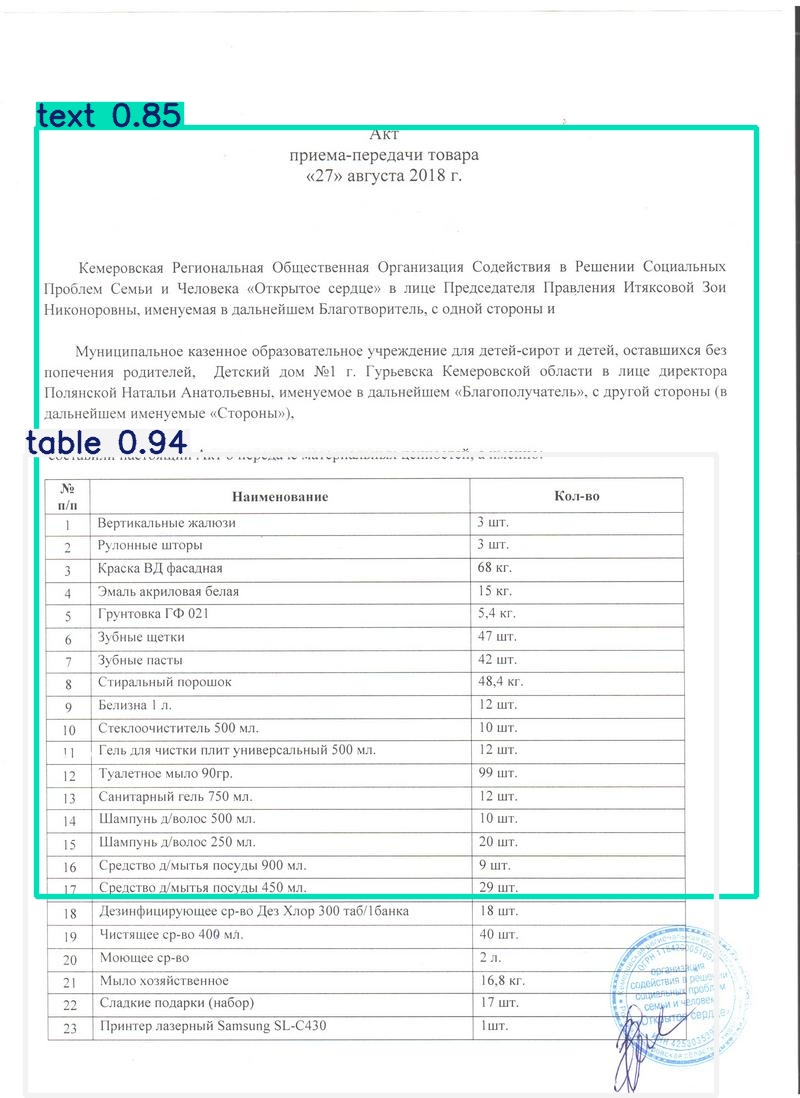 text 0.85
Акт
приема-передачи товара
«27» августа 2018 г.
Кемеровская Региональная Общественная Организация Содействия в Решении Социальных
Проблем Семьи и Человека «Открытое сердце» в лице Председателя Правления Итяксовой Зои
Никоноровны, именуемая в дальнейшем Благотворитель, с одной стороны и
Муниципальное казенное образовательное учреждение для детей-сирот и детей, оставшихся без
попечения родителей, Детский дом №1 г. Гурьевска Кемеровской области в лице директора
Полянской Натальи Анатольевны, именуемое в дальнейшем «Благополучатель», с другой стороны (в
дальнейшем именуемые «Стороны»),
table 0.94
составили настоящий Акт о передаче материальных ценностей, а именно:
№ п/п Наименование Кол-во
1 Вертикальные жалюзи 3 шт.
2 Рулонные шторы 3 шт.
3 Краска ВД фасадная 68 кг.
4 Эмаль акриловая белая 15 кг.
5 Грунтовка ГФ 021 5,4 кг.
6 Зубные щетки 47 шт.
7 Зубные пасты 42 шт.
8 Стиральный порошок 48,4 кг.
9 Белизна 1 л. 12 шт.
10 Стеклоочиститель 500 мл. 10 шт.
11 Гель для чистки плит универсальный 500 мл. 12 шт.
12 Туалетное мыло 90гр. 99 шт.
13 Санитарный гель 750 мл. 12 шт.
14 Шампунь д/волос 500 мл. 10 шт.
15 Шампунь д/волос 250 мл. 20 шт.
16 Средство д/мытья посуды 900 мл. 9 шт.
17 Средство д/мытья посуды 450 мл. 29 шт.
18 Дезинфицирующее ср-во Дез Хлор 300 таб/1банка 18 шт.
19 Чистящее ср-во 400 мл. 40 шт.
20 Моющее ср-во 2 л.
21 Мыло хозяйственное 16,8 кг.
22 Сладкие подарки (набор) 17 шт.
23 Принтер лазерный Samsung SL-C430 1шт.
организация
содействия в решении
социальных проблем
семьи и человека
«Открытое сердце»